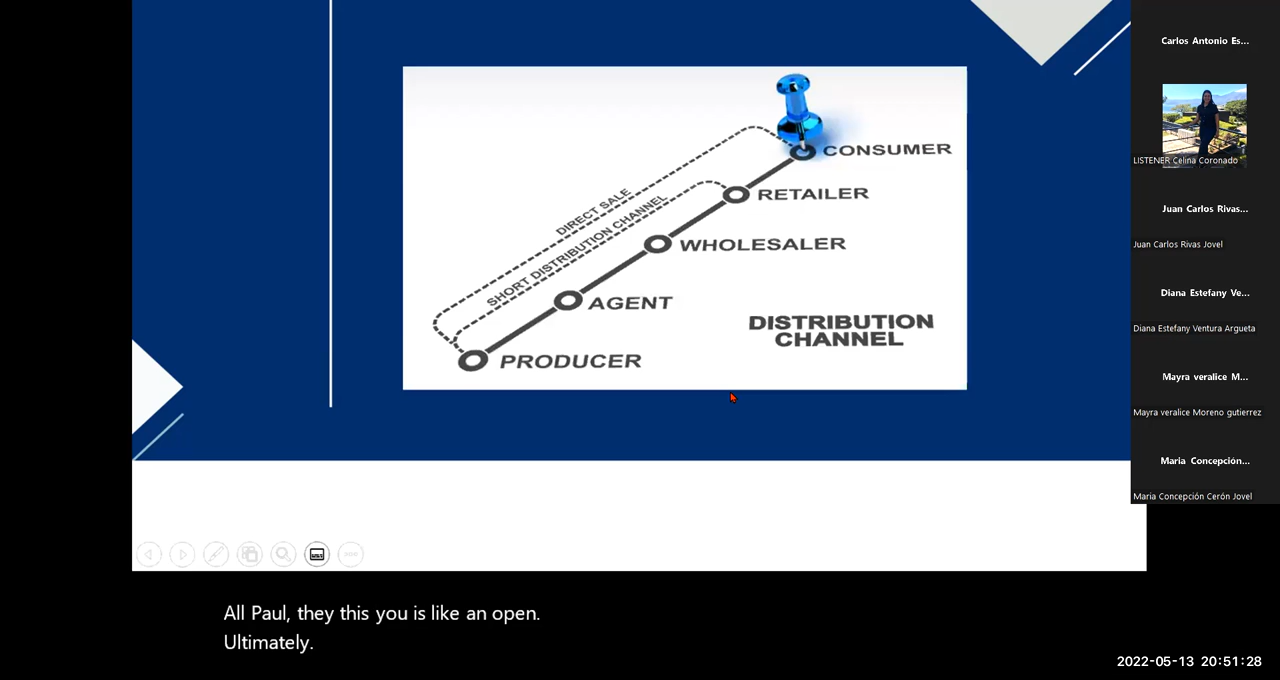 CONSUMER
RETAILER
DIRECT SALE
SHORT DISTRIBUTION CHANNEL
WHOLESALER
AGENT
DISTRIBUTION
CHANNEL
PRODUCER
Carlos Antonio Es...
LISTENER Celina Coronado
Juan Carlos Rivas...
Juan Carlos Rivas Jovel
Diana Estefany Ve...
Diana Estefany Ventura Argueta
Mayra veralice M...
Mayra veralice Moreno gutierrez
Maria Concepción...
Maria Concepción Cerón Jovel
All Paul, they this you is like an open.
Ultimately.
2022-05-13 20:51:28